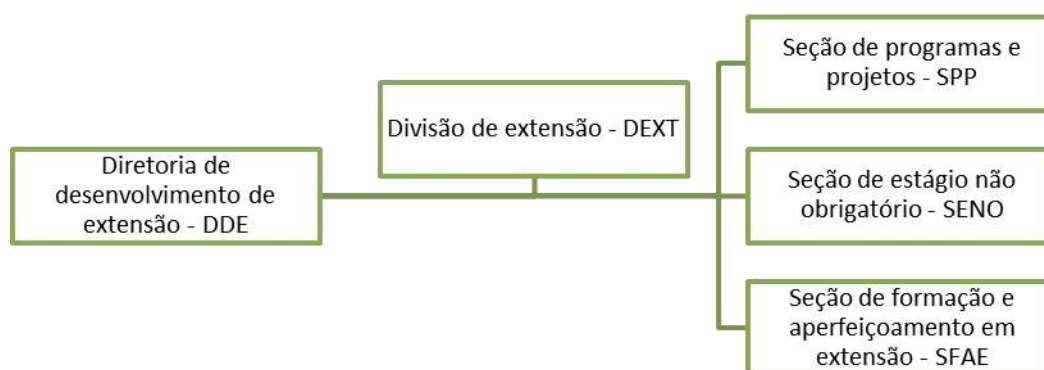 Diretoria de
desenvolvimento de
extensão - DDE
Divisão de extensão - DEXT
Seção de programas e
projetos - SPP
Seção de estágio não
obrigatório - SENO
Seção de formação e
aperfeiçoamento em
extensão - SFAE